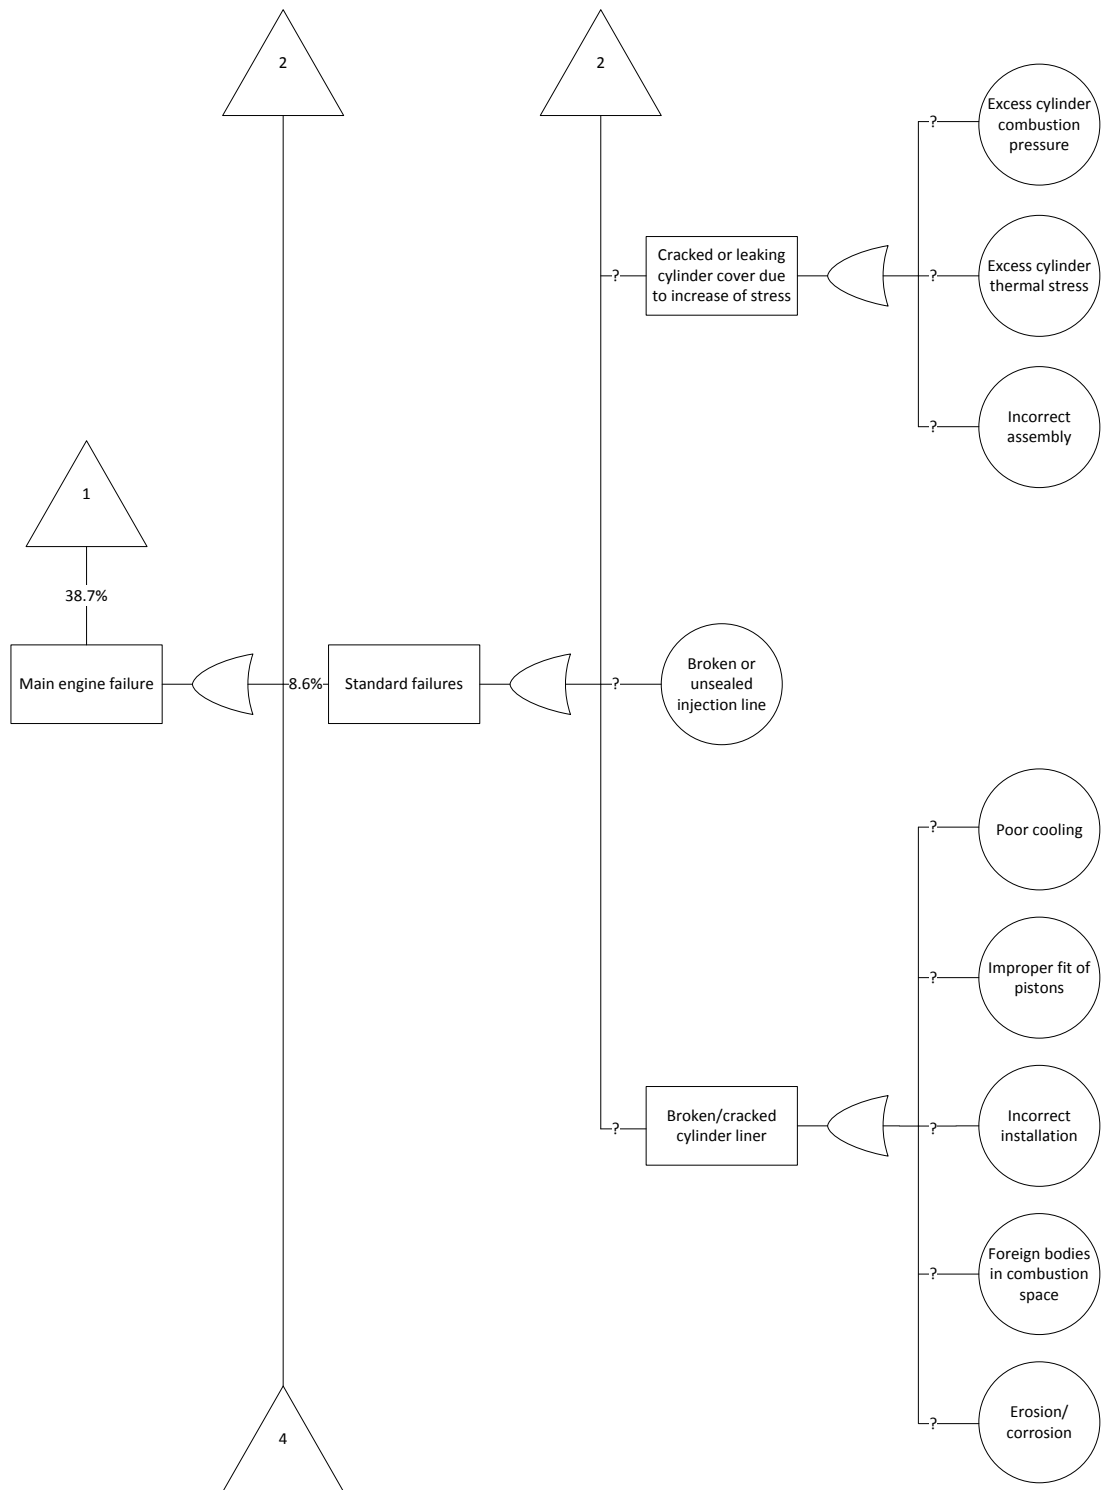 2
2
Excess cylinder
combustion
pressure
?
Cracked or leaking
cylinder cover due
to increase of stress
?
?
Excess cylinder
thermal stress
Incorrect
assembly
?
1
38.7%
Main engine failure
8.6%
Standard failures
?
Broken or
unsealed
injection line
?
Poor cooling
?
Improper fit of
pistons
?
Broken/cracked
cylinder liner
?
Incorrect
installation
?
Foreign bodies
in combustion
space
?
Erosion/
corrosion
4